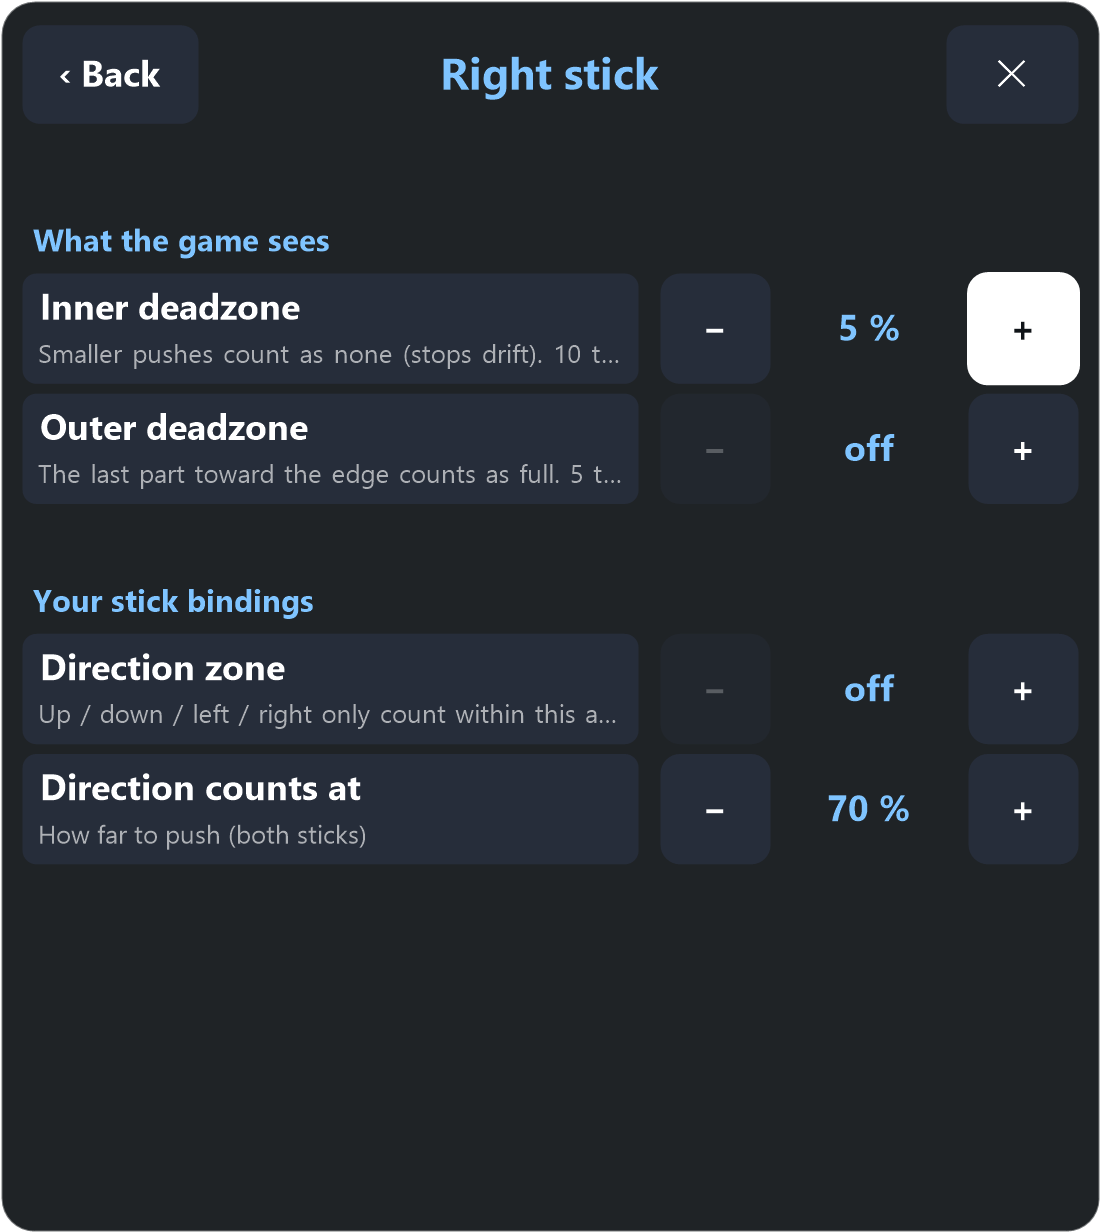 ‹ Back
Right stick
What the game sees
Inner deadzone
− 5 % +
Smaller pushes count as none (stops drift). 10 t...
Outer deadzone
− off +
The last part toward the edge counts as full. 5 t...
Your stick bindings
Direction zone
− off +
Up / down / left / right only count within this a...
Direction counts at
− 70 % +
How far to push (both sticks)